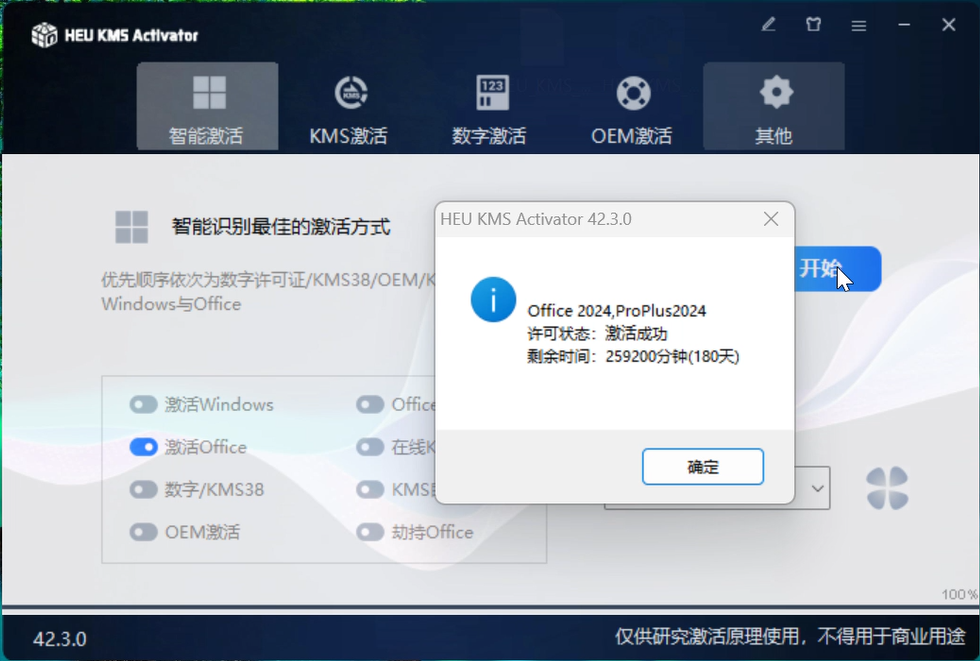 HEU KMS Activator
智能激活
KMS
KMS激活
123
数字激活
OEM激活
其他
智能识别最佳的激活方式
优先顺序依次为数字许可证/KMS38/OEM/K
Windows与Office
开始
HEU KMS Activator 42.3.0
Office 2024,ProPlus2024
许可状态：激活成功
剩余时间：259200分钟(180天)
确定
激活Windows
Office
激活Office
在线K
数字/KMS38
KMS
OEM激活
劫持Office
100%
42.3.0
仅供研究激活原理使用，不得用于商业用途